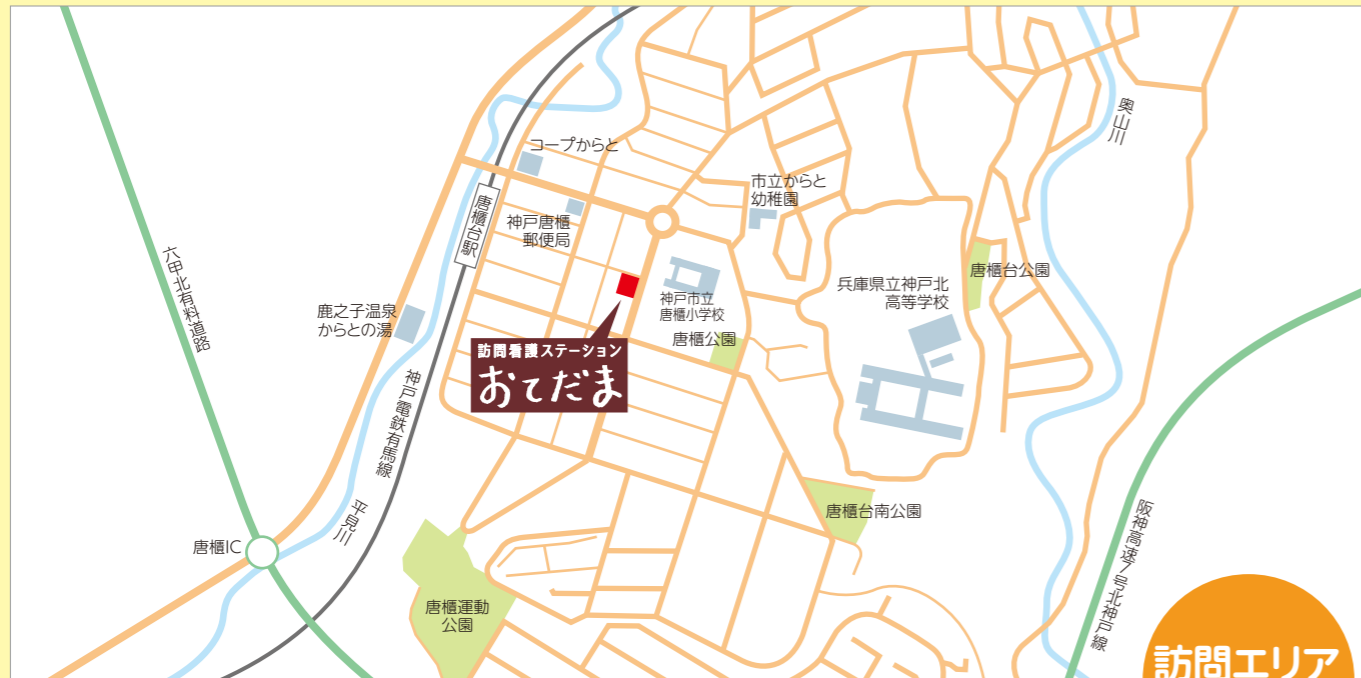 奥山川
コープからと
市立からと
幼稚園
唐櫃台駅
神戸唐櫃
郵便局
六甲北有料道路
唐櫃台公園
兵庫県立神戸北
高等学校
神戸市立
唐櫃小学校
鹿之子温泉
からとの湯
唐櫃公園
訪問看護ステーション
おてだま
神戸電鉄有馬線
平見川
唐櫃台南公園
阪神高速7号北神戸線
唐櫃IC
唐櫃運動
公園
訪問エリア